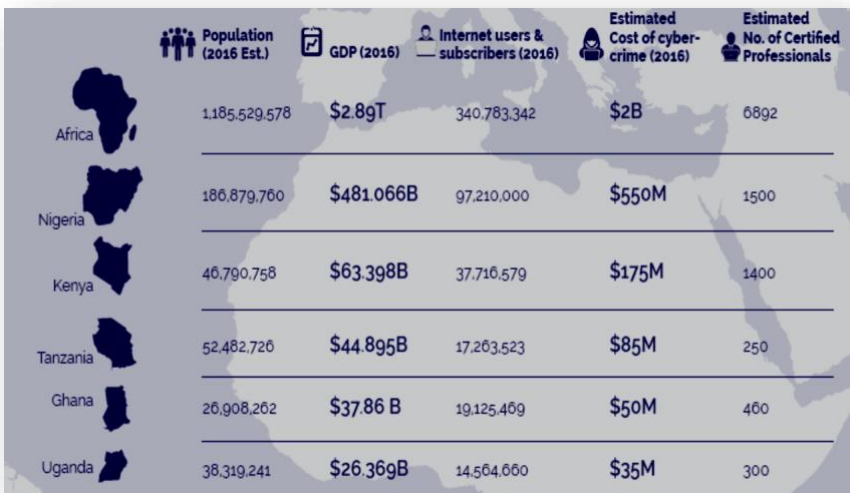 Population
(2016 Est.)
GDP (2016)
Internet users &
subscribers (2016)
Estimated
Cost of cyber-
crime (2016)
Estimated
No. of Certified
Professionals
Africa
1,185,529,578
$2.89T
340,783,342
$2B
6892
Nigeria
186,879,760
$481.066B
97,210,000
$550M
1500
Kenya
46,790,758
$63.398B
37,716,579
$175M
1400
Tanzania
52,482,726
$44.895B
17,263,523
$85M
250
Ghana
26,908,262
$37.86 B
19,125,469
$50M
460
Uganda
38,319,241
$26.369B
14,564,660
$35M
300